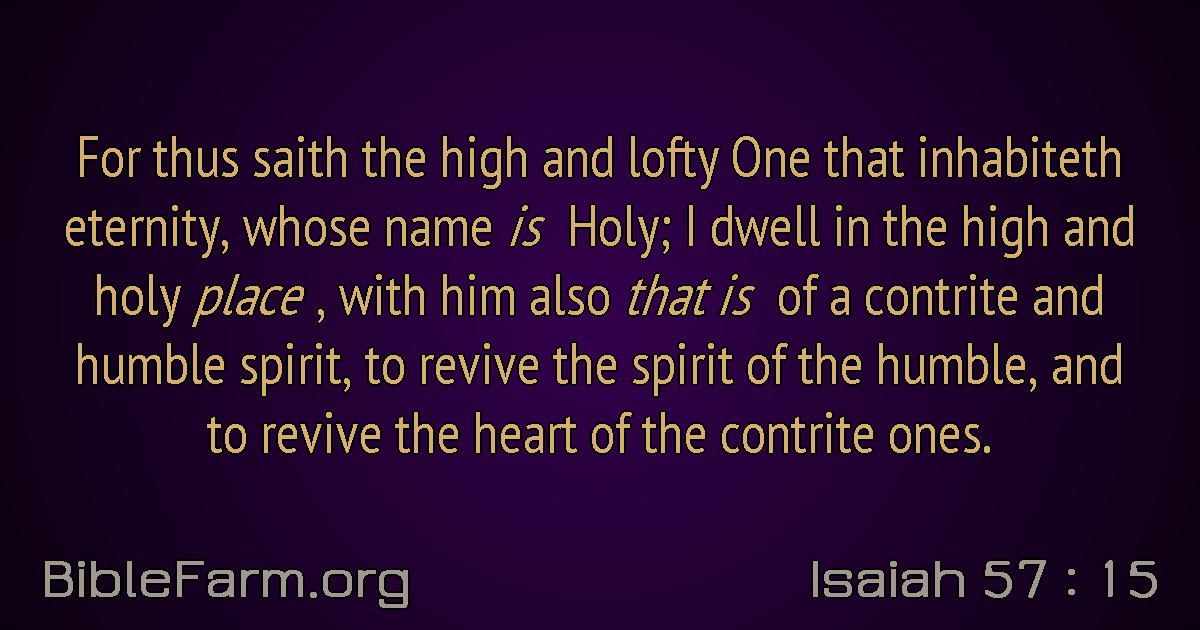 For thus saith the high and lofty One that inhabiteth
eternity, whose name is Holy; I dwell in the high and
holy place , with him also that is of a contrite and
humble spirit, to revive the spirit of the humble, and
to revive the heart of the contrite ones.
BibleFarm.org
Isaiah 57 : 15